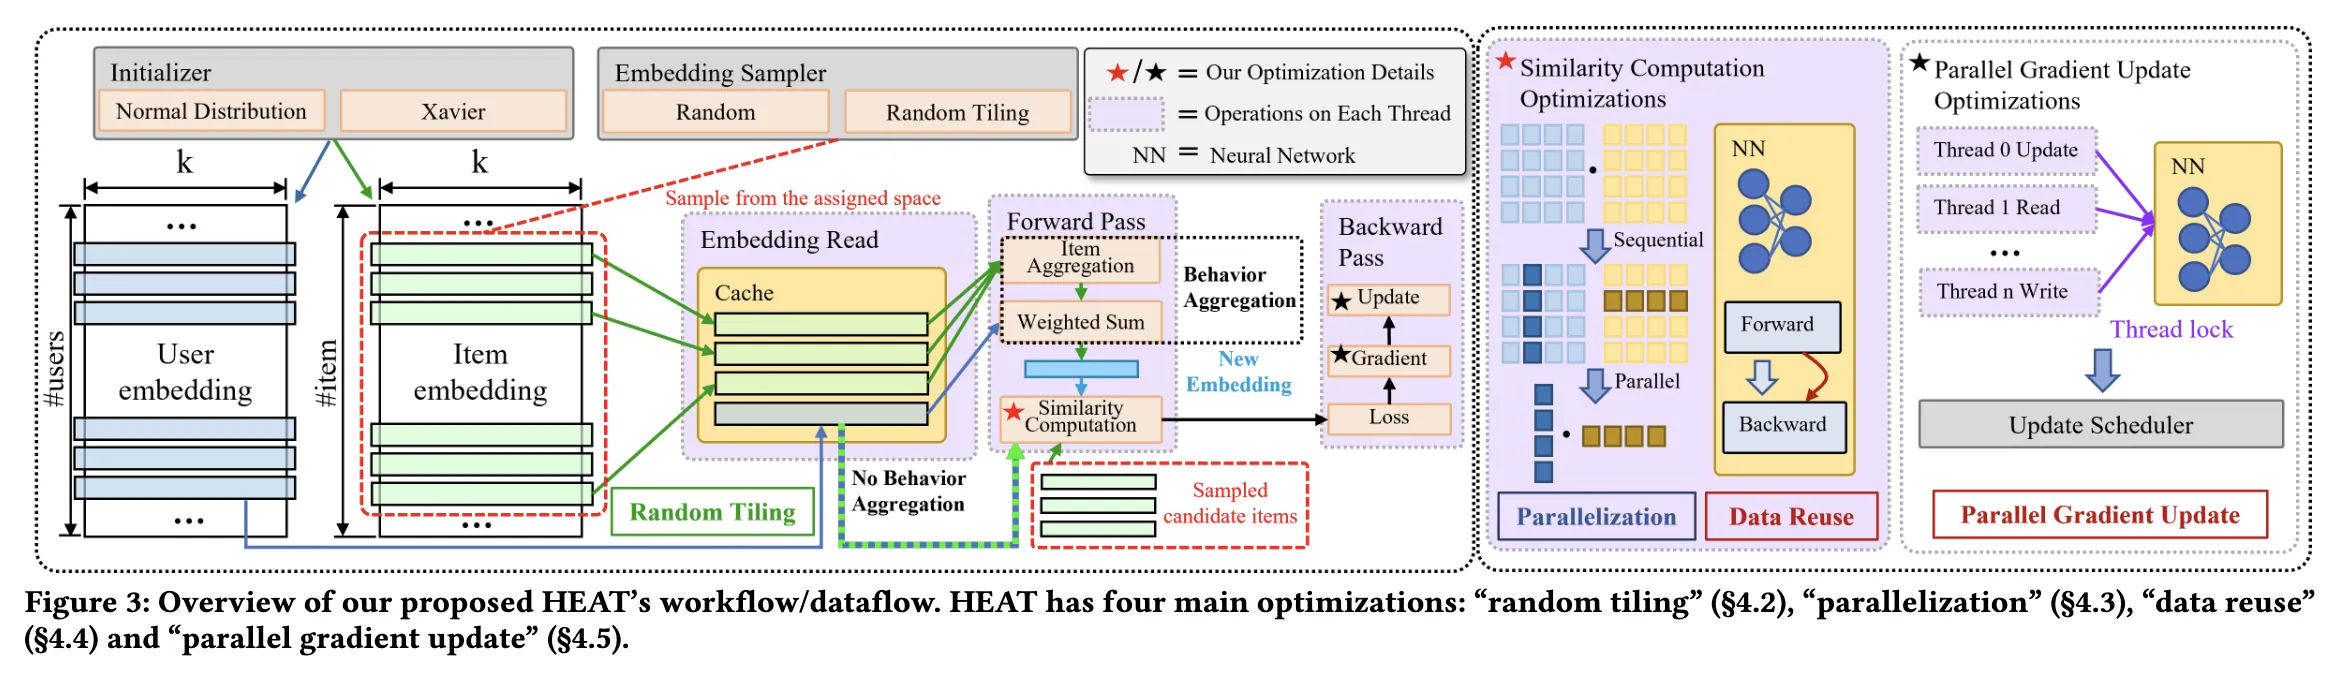 Initializer
Normal Distribution
Xavier
Embedding Sampler
Random
Random Tiling
★/★ = Our Optimization Details
= Operations on Each Thread
NN = Neural Network
k
k
#users
...
User
embedding
...
#item
...
Item
embedding
...
Sample from the assigned space
Embedding Read
Cache
Random Tiling
No Behavior
Aggregation
Forward Pass
Item
Aggregation
Weighted Sum
Behavior
Aggregation
New
Embedding
Similarity
Computation
Sampled
candidate items
Backward
Pass
Update
Gradient
Loss
Similarity Computation
Optimizations
Sequential
Parallel
NN
Forward
Backward
Parallelization
Data Reuse
Parallel Gradient Update
Optimizations
Thread 0 Update
Thread 1 Read
...
Thread n Write
NN
Thread lock
Update Scheduler
Parallel Gradient Update
Figure 3: Overview of our proposed HEAT’s workflow/dataflow. HEAT has four main optimizations: “random tiling” (§4.2), “parallelization” (§4.3), “data reuse”
(§4.4) and “parallel gradient update” (§4.5).